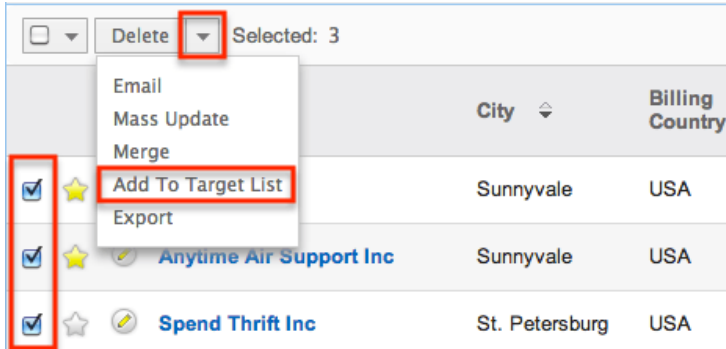 Delete Selected: 3
Email
Mass Update
Merge
Add To Target List
Export
City
Billing
Country
Sunnyvale USA
Anytime Air Support Inc Sunnyvale USA
Spend Thrift Inc St. Petersburg USA